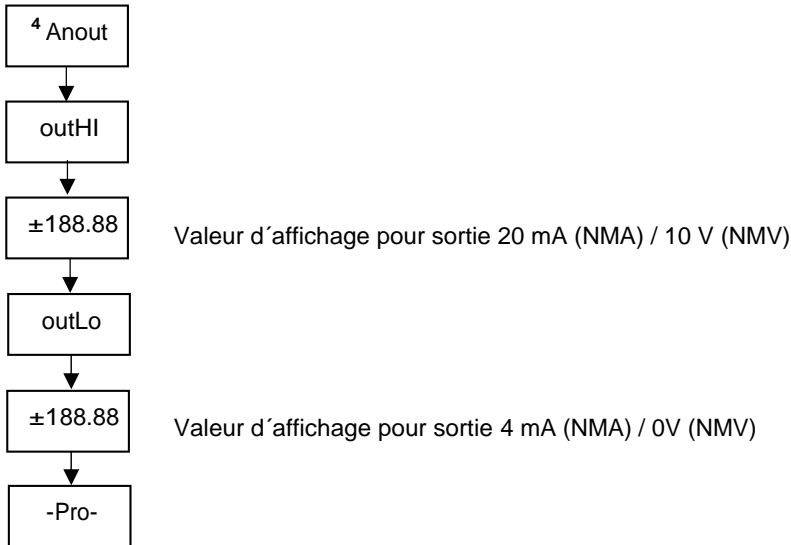 ⁴ Anout
outHI
±188.88
Valeur d´affichage pour sortie 20 mA (NMA) / 10 V (NMV)
outLo
±188.88
Valeur d´affichage pour sortie 4 mA (NMA) / 0V (NMV)
-Pro-